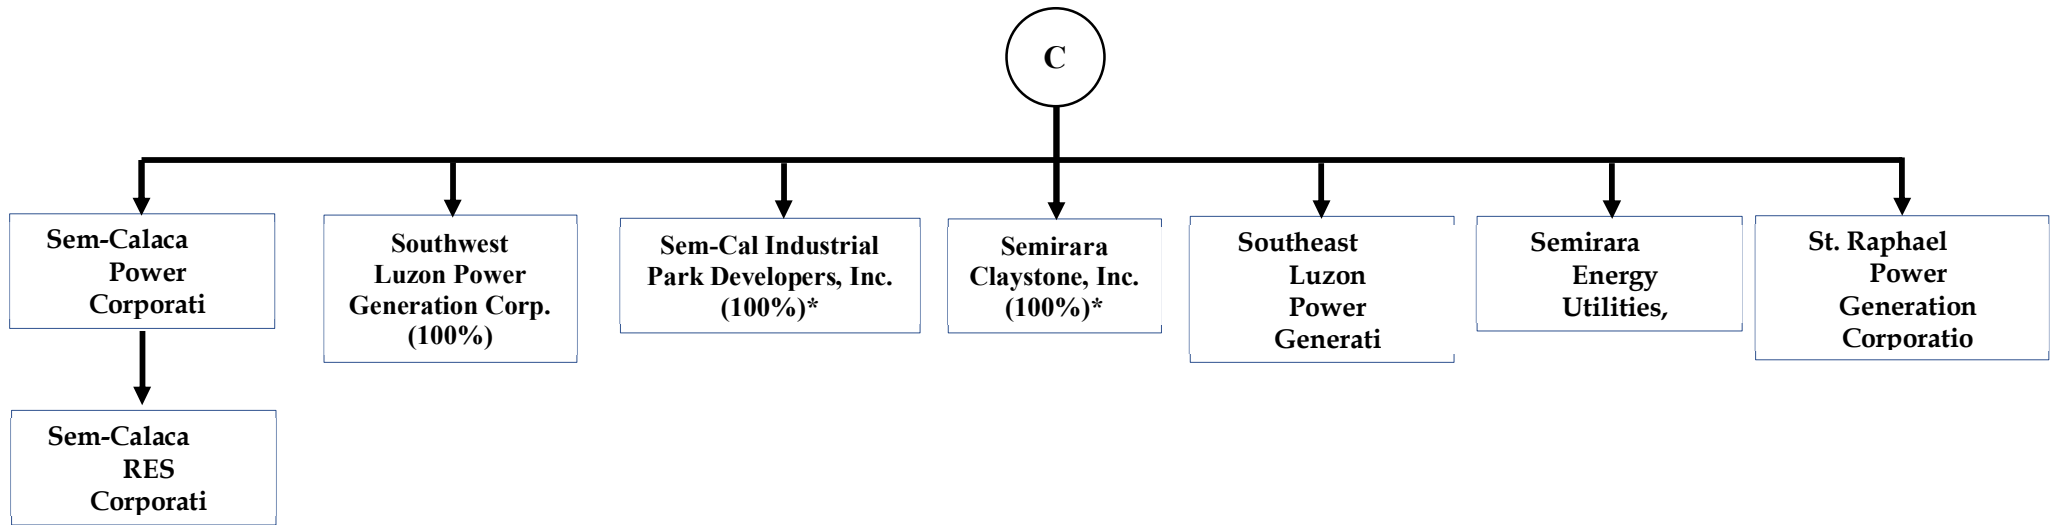 C
Sem-Calaca
Power
Corporati
Southwest
Luzon Power
Generation Corp.
(100%)
Sem-Cal Industrial
Park Developers, Inc.
(100%)*
Semirara
Claystone, Inc.
(100%)*
Southeast
Luzon
Power
Generati
Semirara
Energy
Utilities,
St. Raphael
Power
Generation
Corporatio
Sem-Calaca
RES
Corporati